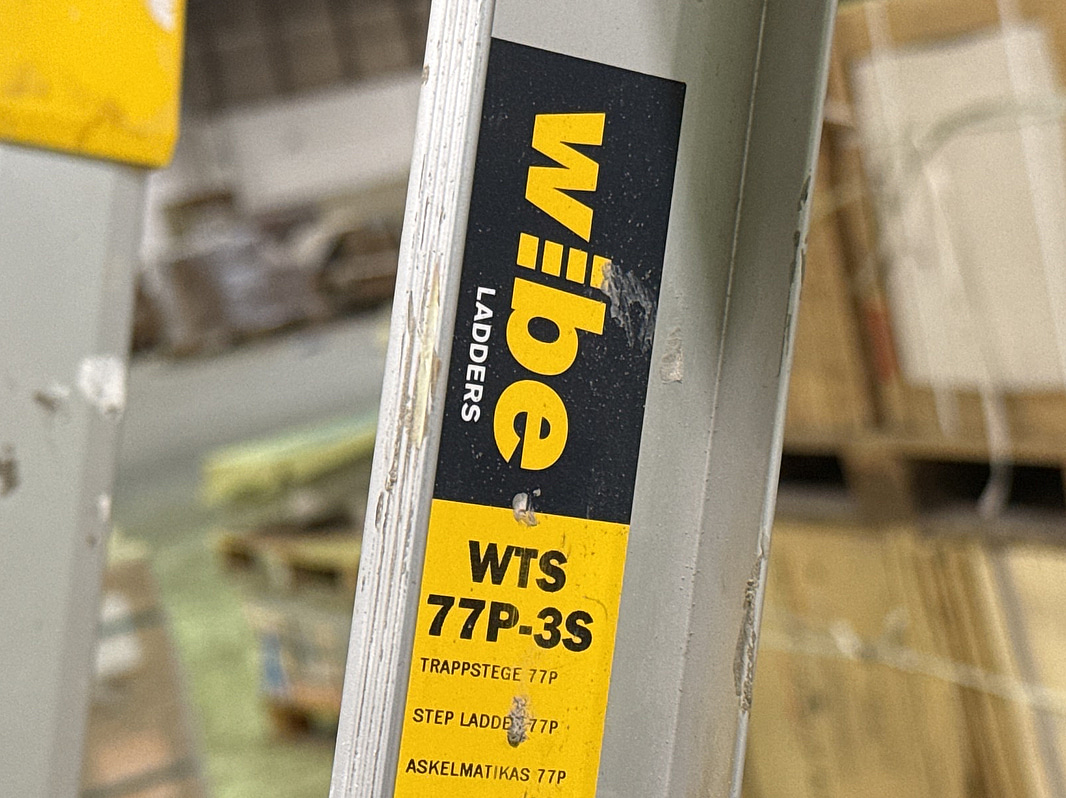 wibe
LADDERS
WTS
77P-3S
TRAPPSTEGE 77P
STEP LADDER 77P
ASKELMATIKAS 77P